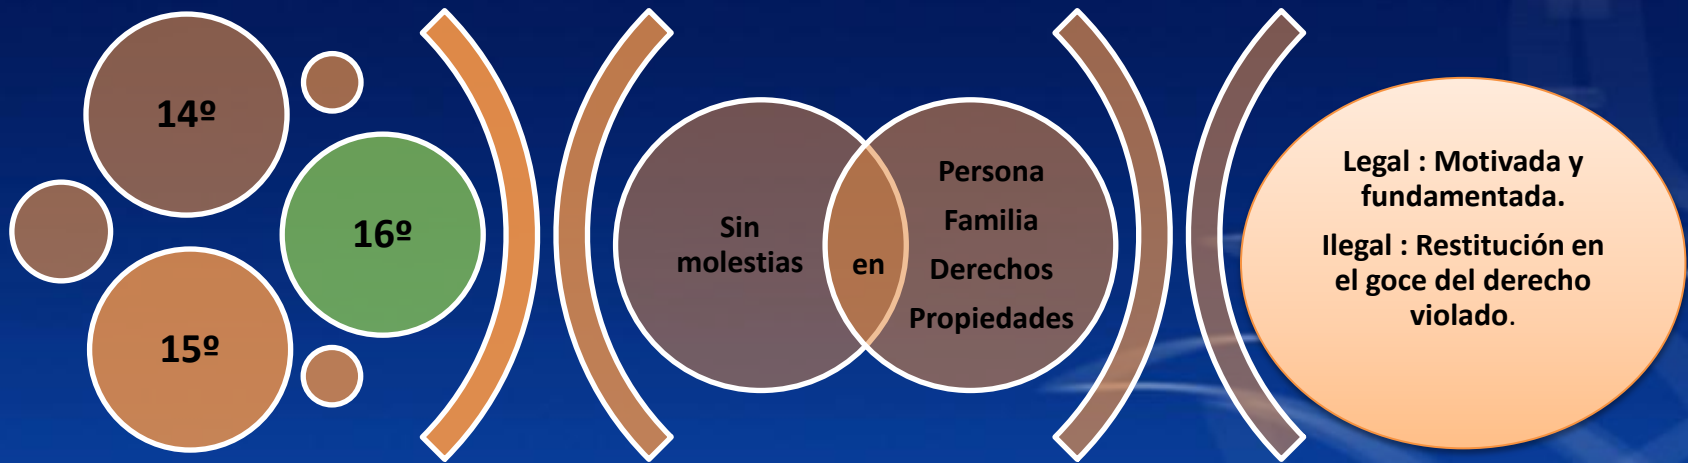 14º
16º
15º
Sin
molestias
en
Persona
Familia
Derechos
Propiedades
Legal : Motivada y
fundamentada.
Ilegal : Restitución en
el goce del derecho
violado.